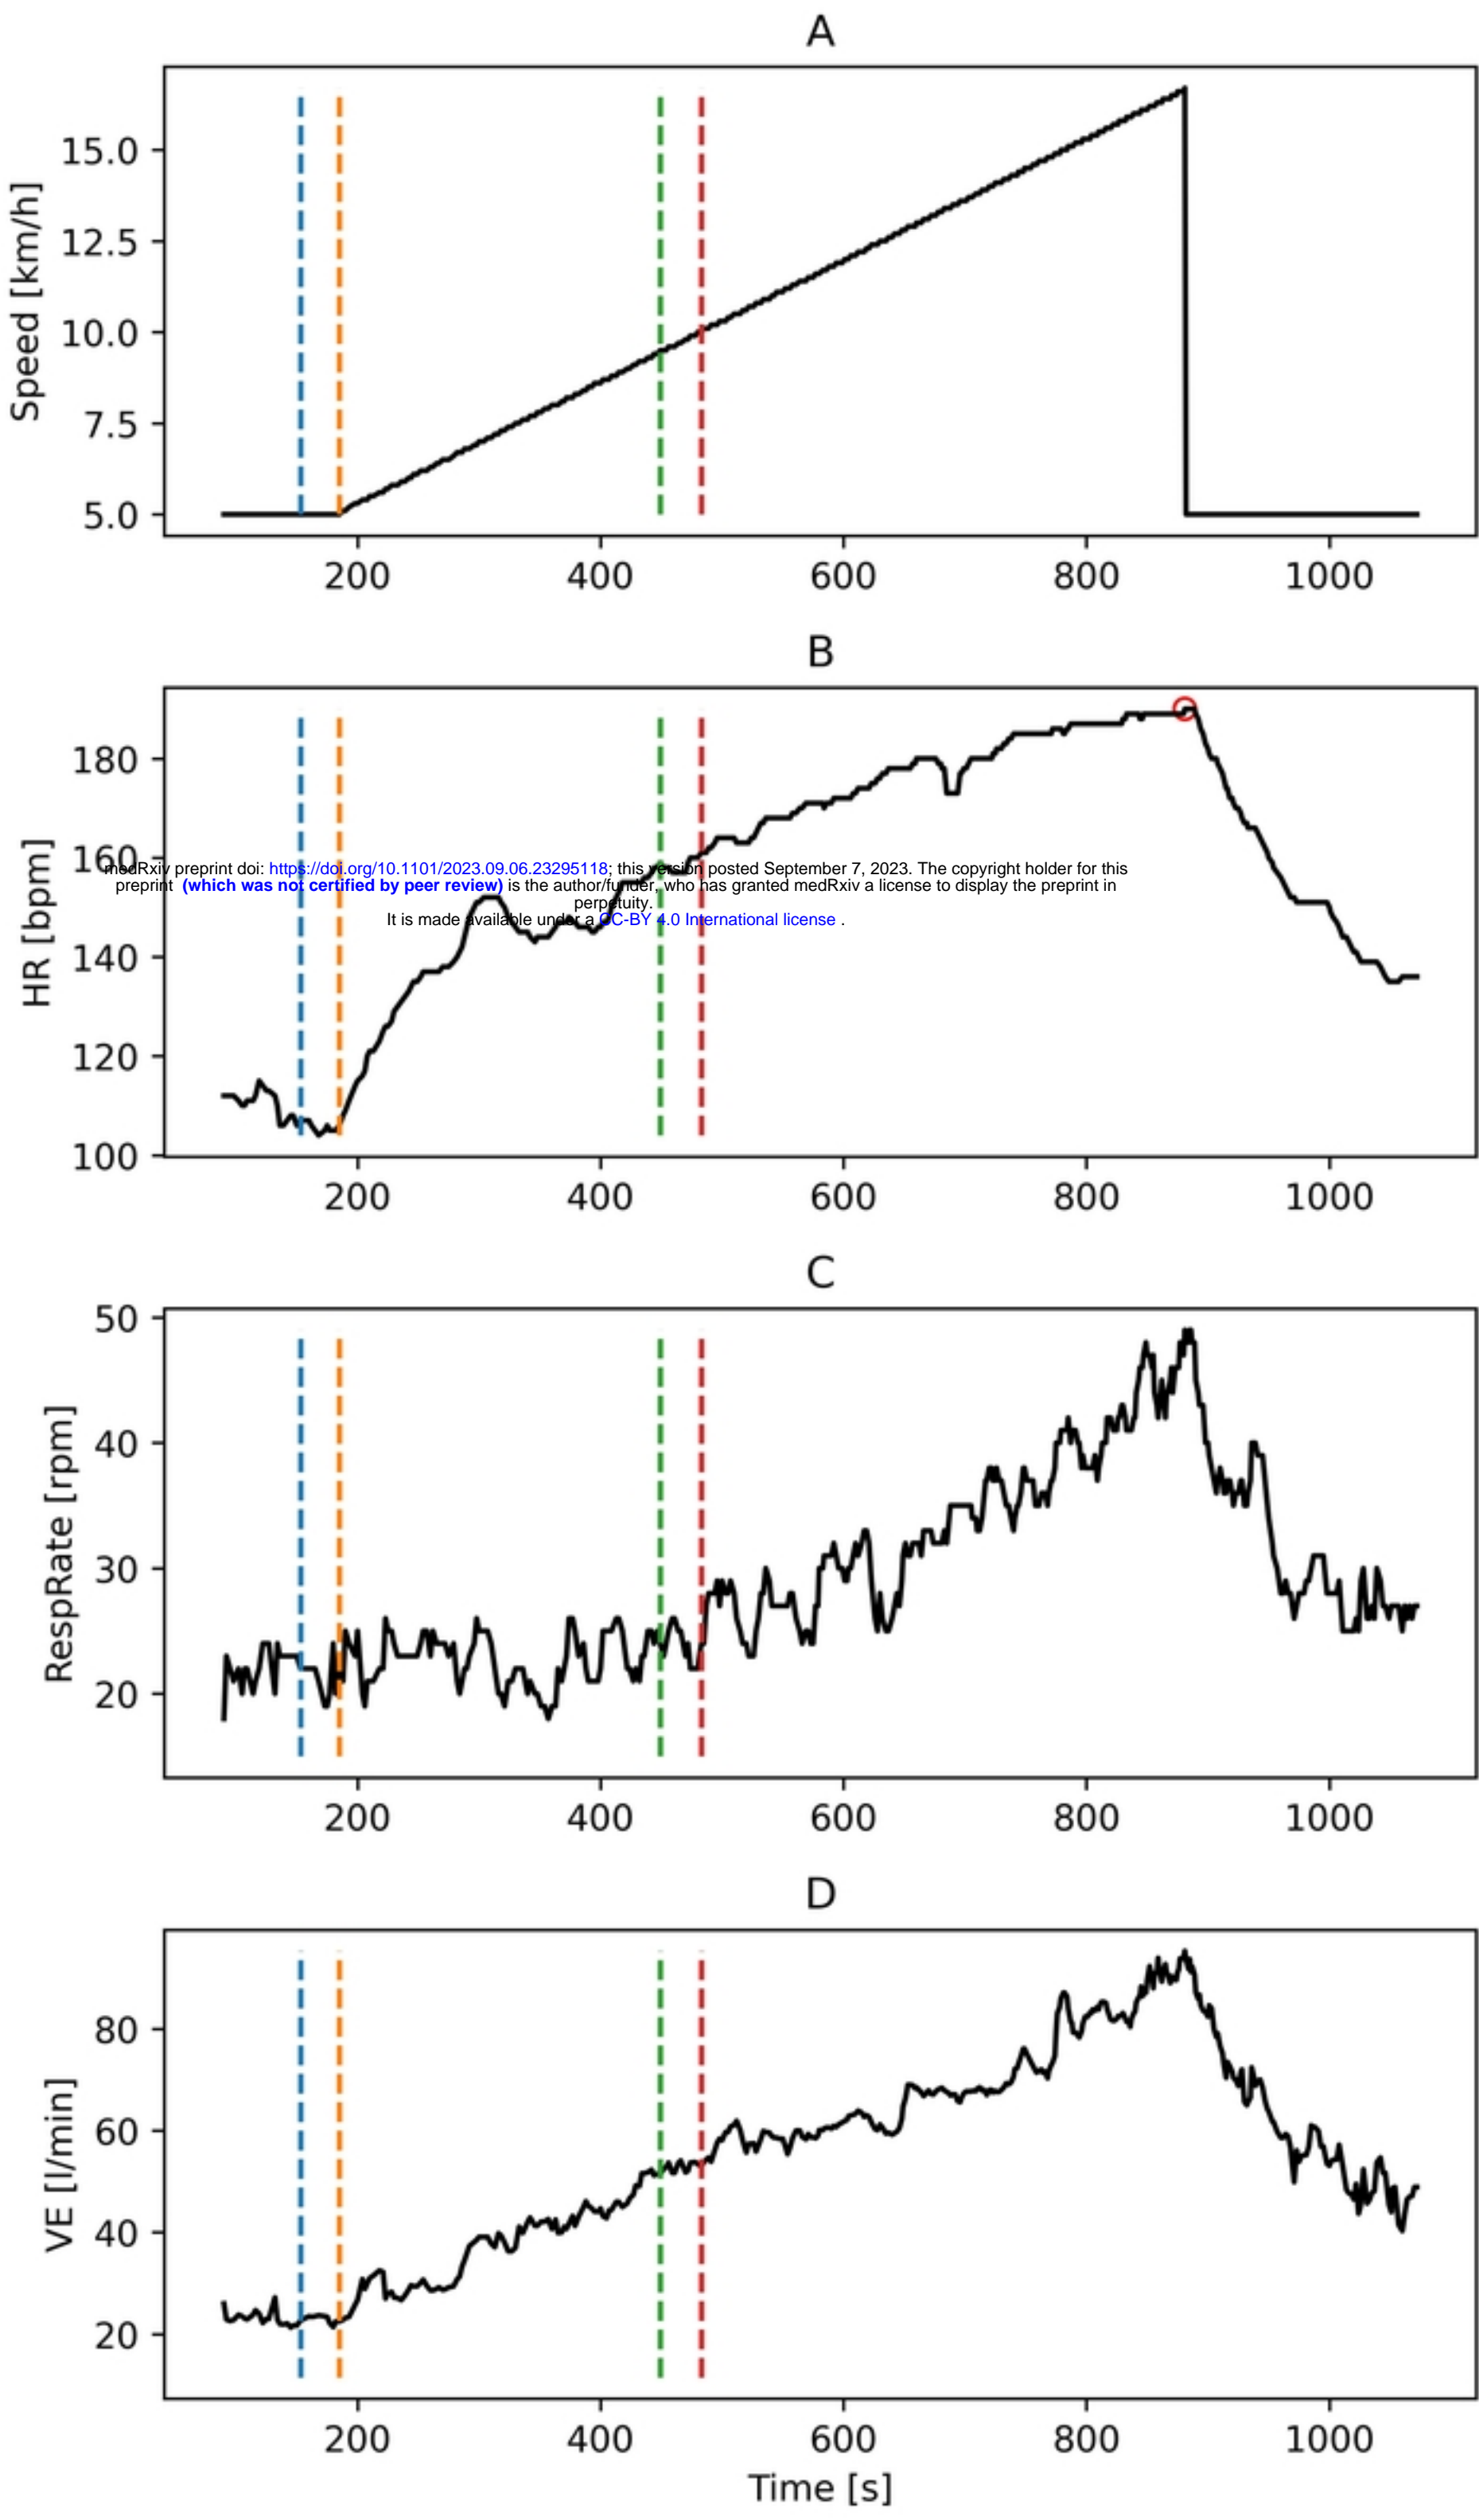 A
Speed [km/h]
15.0
12.5
10.0
7.5
5.0
200 400 600 800 1000
B
HR [bpm]
180
160
140
120
100
medRxiv preprint doi: https://doi.org/10.1101/2023.09.06.23295118; this version posted September 7, 2023. The copyright holder for this
preprint (which was not certified by peer review) is the author/funder, who has granted medRxiv a license to display the preprint in
perpetuity.
It is made available under a CC-BY 4.0 International license .
200 400 600 800 1000
C
RespRate [rpm]
50
40
30
20
200 400 600 800 1000
D
VE [l/min]
80
60
40
20
200 400 600 800 1000
Time [s]